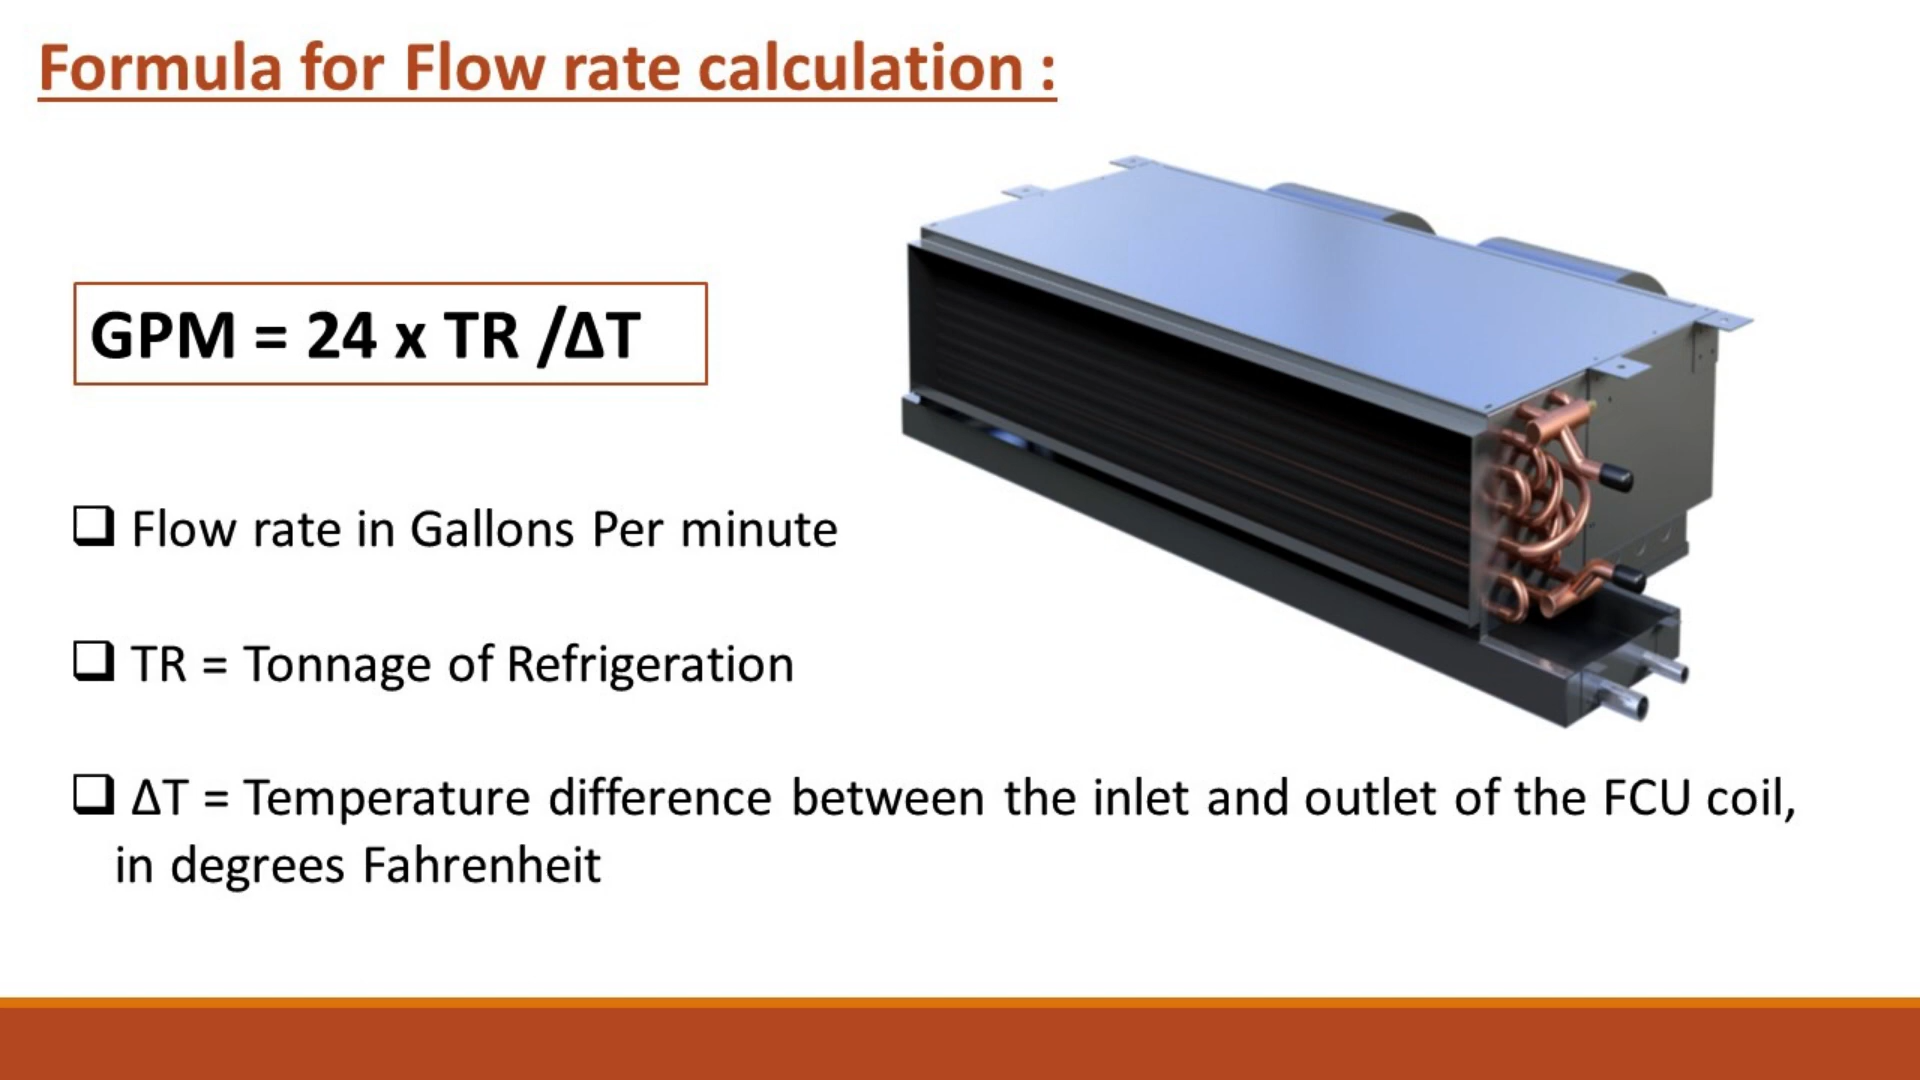 Formula for Flow rate calculation :
GPM = 24 x TR /ΔT
Flow rate in Gallons Per minute
TR = Tonnage of Refrigeration
ΔT = Temperature difference between the inlet and outlet of the FCU coil,
in degrees Fahrenheit